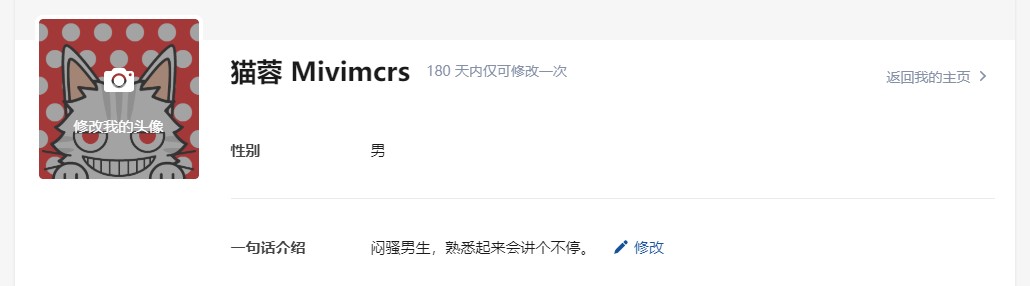 猫蓉 Mivimcrs 180 天内仅可修改一次
返回我的主页
修改我的头像
性别 男
一句话介绍 闷骚男生，熟悉起来会讲个不停。 修改